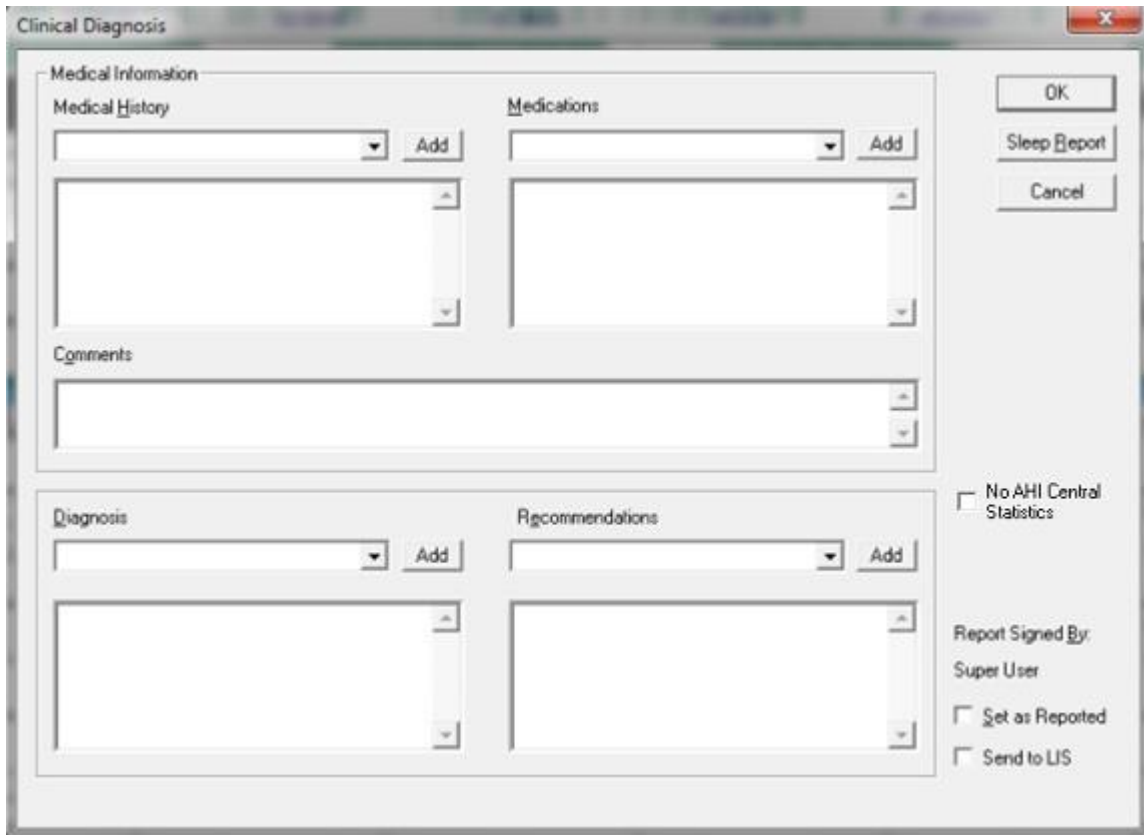 Clinical Diagnosis
Medical Information
Medical History
Medications
Add
Add
OK
Sleep Report
Cancel
Comments
No AHI Central
Statistics
Diagnosis
Recommendations
Add
Add
Report Signed By:
Super User
Set as Reported
Send to LIS